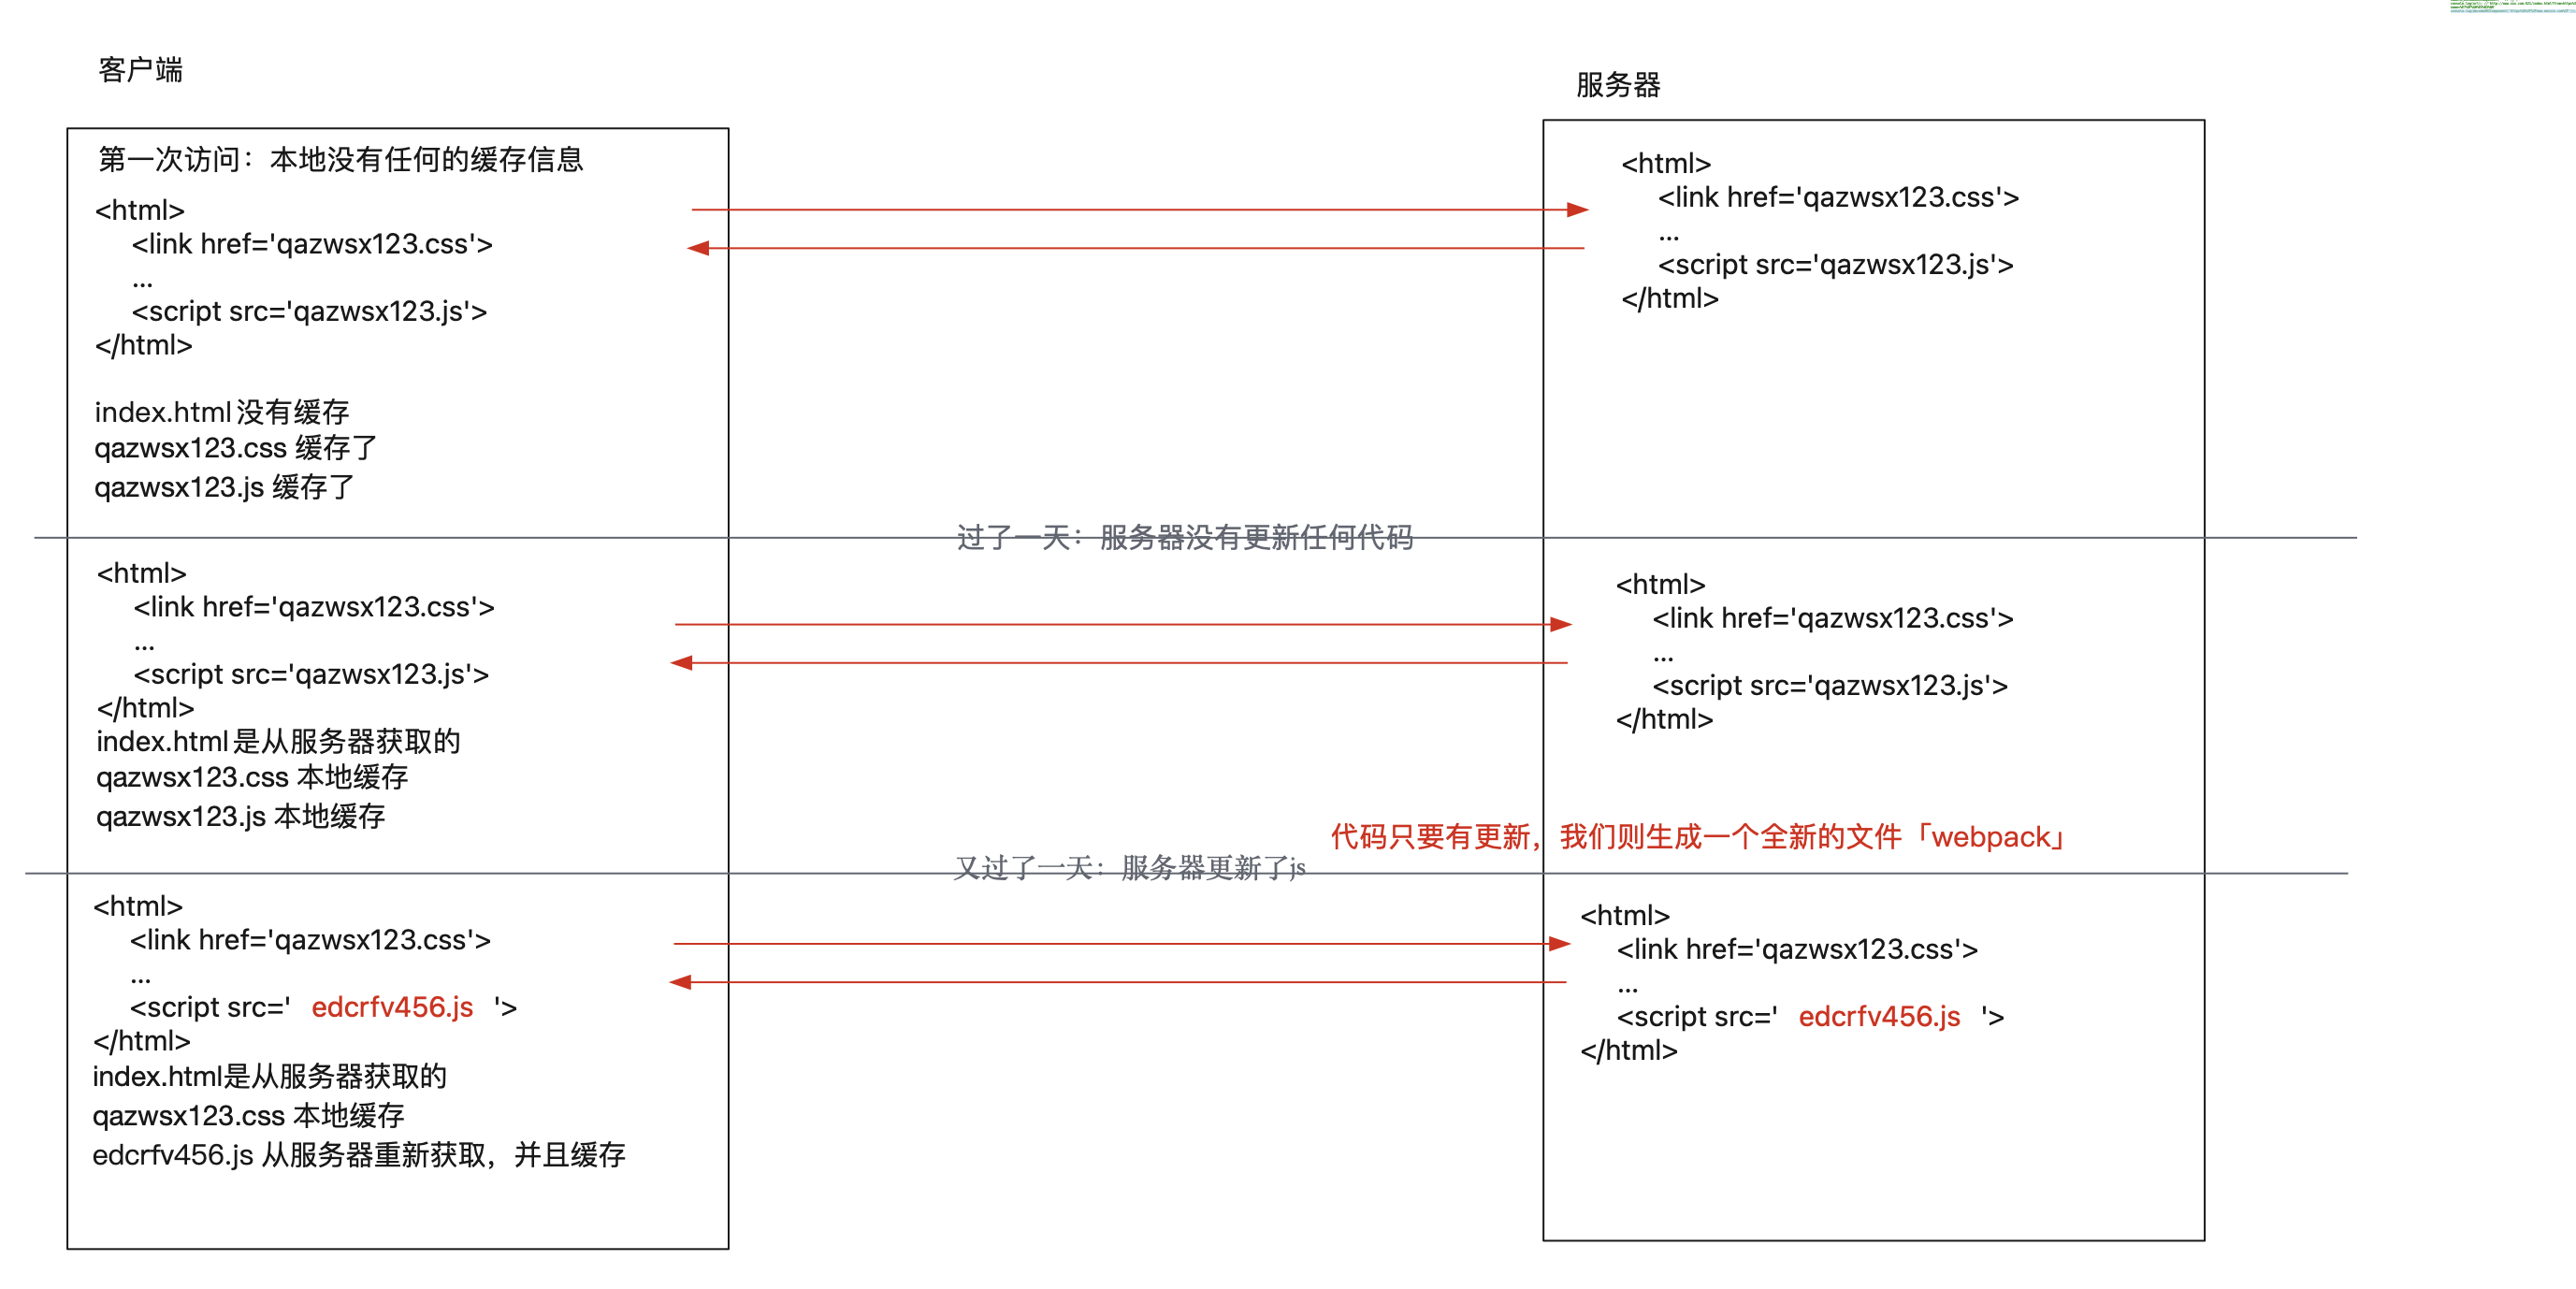 客户端
第一次访问：本地没有任何的缓存信息
<html>
<link href='qazwsx123.css'>
...
<script src='qazwsx123.js'>
</html>
index.html没有缓存
qazwsx123.css 缓存了
qazwsx123.js 缓存了
服务器
<html>
<link href='qazwsx123.css'>
...
<script src='qazwsx123.js'>
</html>
过了一天：服务器没有更新任何代码
<html>
<link href='qazwsx123.css'>
...
<script src='qazwsx123.js'>
</html>
index.html是从服务器获取的
qazwsx123.css 本地缓存
qazwsx123.js 本地缓存
<html>
<link href='qazwsx123.css'>
...
<script src='qazwsx123.js'>
</html>
代码只要有更新，我们则生成一个全新的文件「webpack」
又过了一天：服务器更新了js
<html>
<link href='qazwsx123.css'>
...
<script src=' edcrfv456.js '>
</html>
index.html是从服务器获取的
qazwsx123.css 本地缓存
edcrfv456.js 从服务器重新获取，并且缓存
<html>
<link href='qazwsx123.css'>
...
<script src=' edcrfv456.js '>
</html>